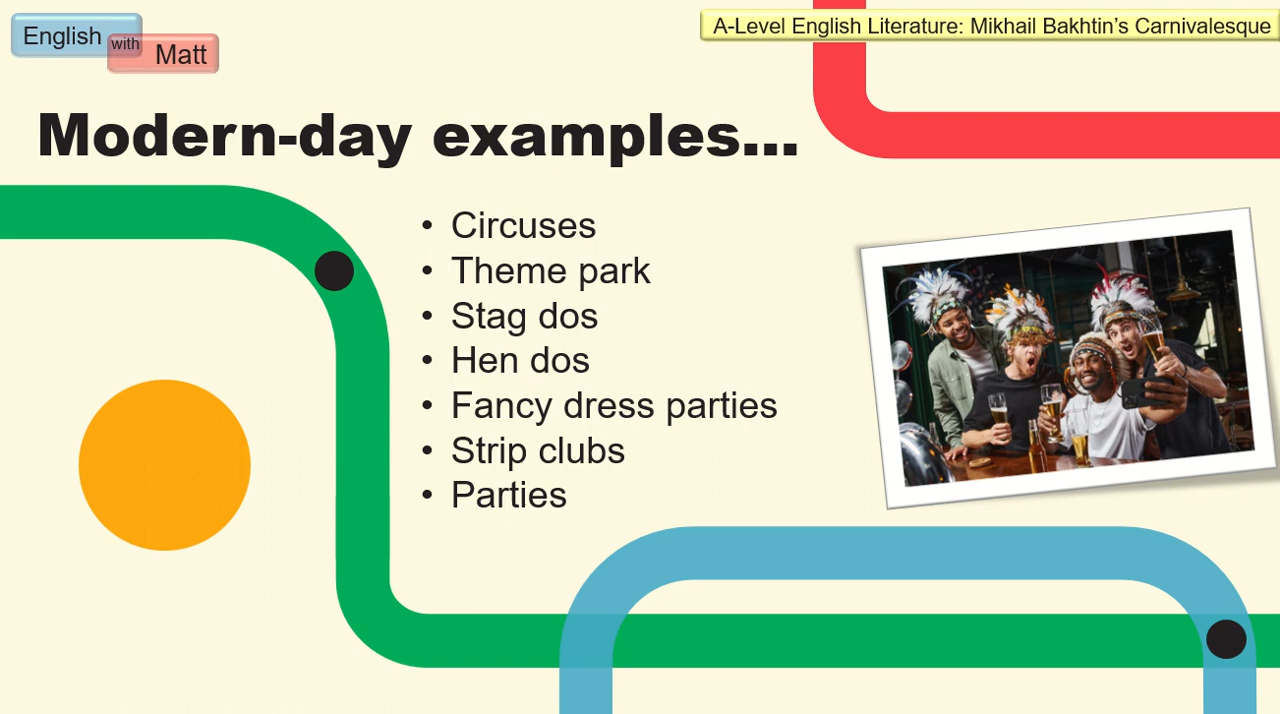 English with Matt
A-Level English Literature: Mikhail Bakhtin’s Carnivalesque
Modern-day examples...
• Circuses
• Theme park
• Stag dos
• Hen dos
• Fancy dress parties
• Strip clubs
• Parties